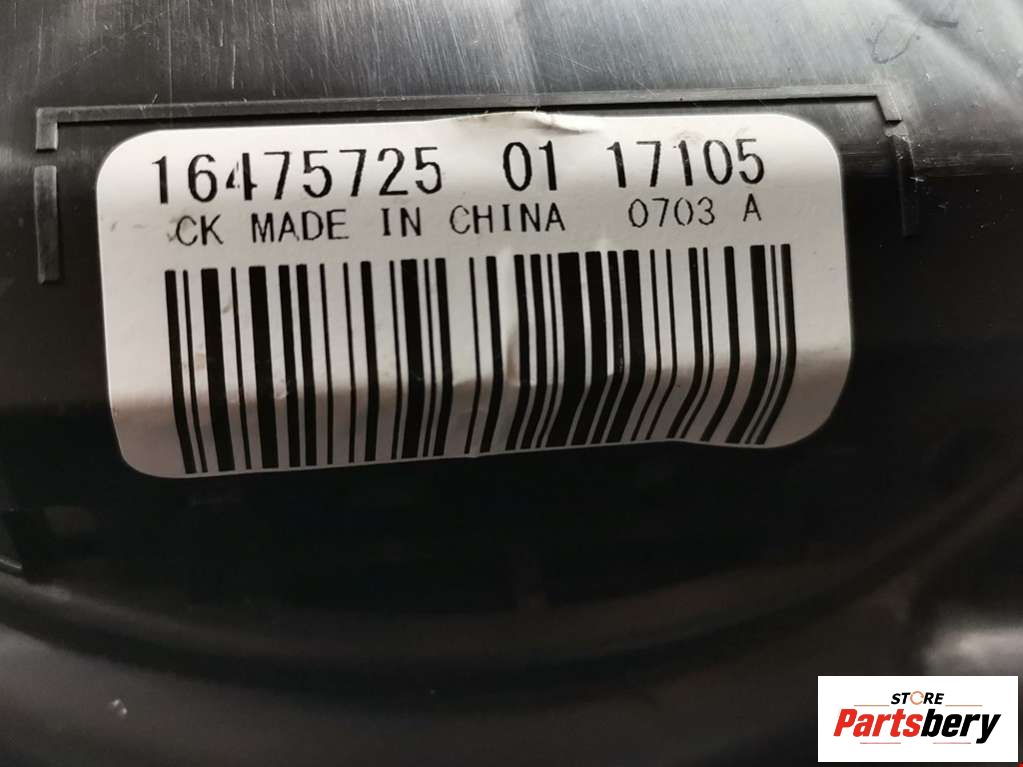 16475725 01 17105
CK MADE IN CHINA 0703 A
STORE
Partsbery